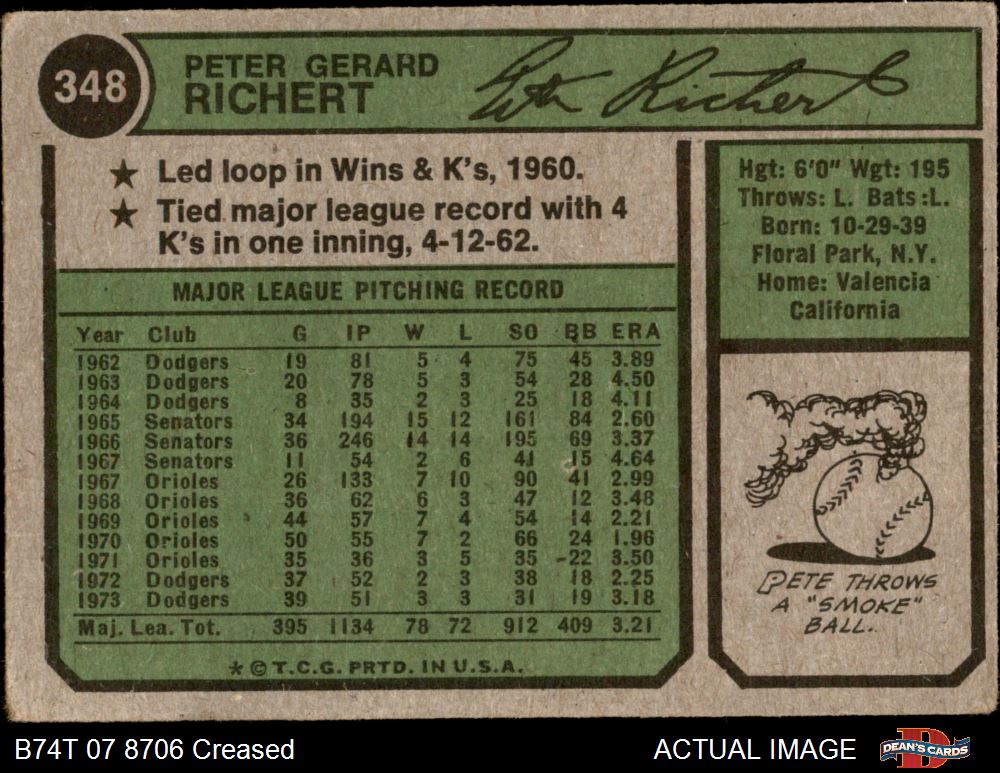 348
PETER GERARD
RICHERT
Pete Richert
★ Led loop in Wins & K's, 1960.
★ Tied major league record with 4
K's in one inning, 4-12-62.
MAJOR LEAGUE PITCHING RECORD
Year Club G IP W L SO BB ERA
1962 Dodgers 19 81 5 4 75 45 3.89
1963 Dodgers 20 78 5 3 54 28 4.50
1964 Dodgers 8 35 2 3 25 18 4.11
1965 Senators 34 194 15 12 161 84 2.60
1966 Senators 36 246 14 14 195 69 3.37
1967 Senators 11 54 2 6 41 15 4.64
1967 Orioles 26 133 7 10 90 41 2.99
1968 Orioles 36 62 6 3 47 12 3.48
1969 Orioles 44 57 7 4 54 14 2.21
1970 Orioles 50 55 7 2 66 24 1.96
1971 Orioles 35 36 3 5 35 22 3.50
1972 Dodgers 37 52 2 3 38 18 2.25
1973 Dodgers 39 51 3 3 31 19 3.18
Maj. Lea. Tot. 395 1134 78 72 912 409 3.21
* © T.C.G. PRTD. IN U.S.A.
Hgt: 6'0" Wgt: 195
Throws: L. Bats: L.
Born: 10-29-39
Floral Park, N.Y.
Home: Valencia
California
PETE THROWS
A "SMOKE"
BALL.
B74T 07 8706 Creased
ACTUAL IMAGE
DEAN'S CARDS